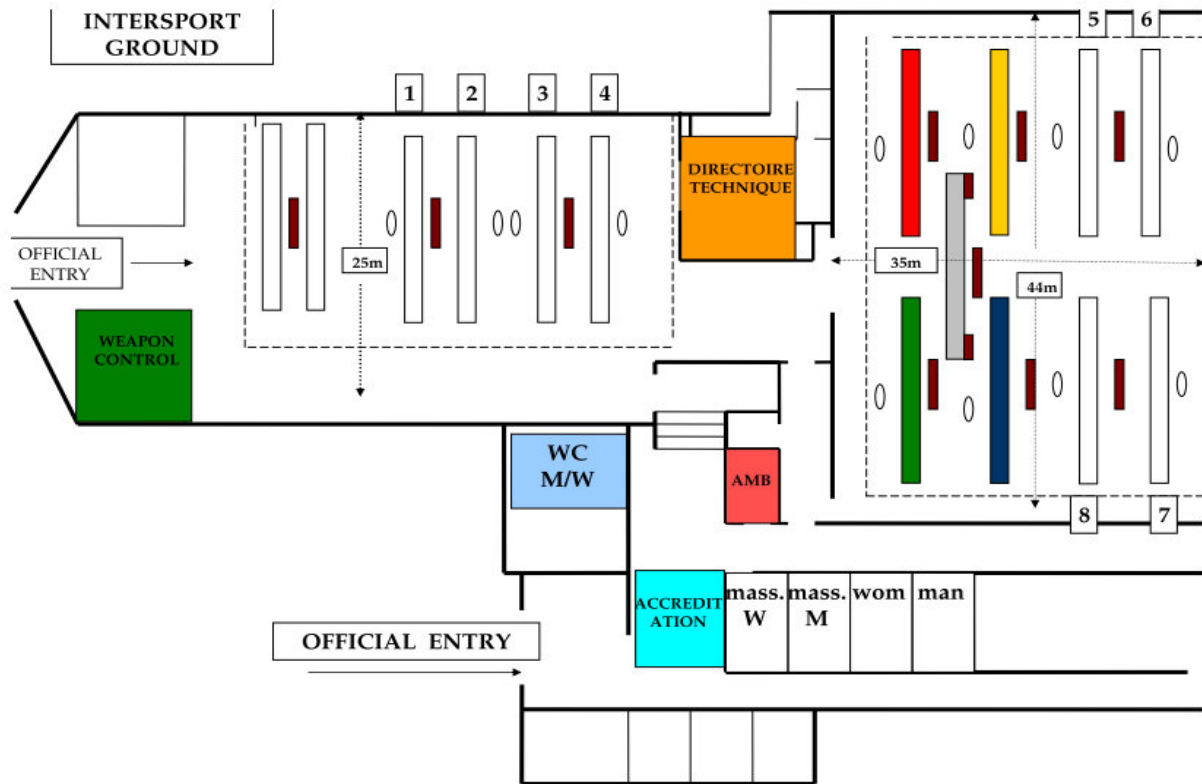 INTERSPORT
GROUND
5
6
1
2
3
4
DIRECTOIRE
TECHNIQUE
OFFICIAL
ENTRY
25m
35m
44m
WEAPON
CONTROL
WC
M/W
AMB
8
7
ACCREDIT
ATION
mass.
W
mass.
M
wom
man
OFFICIAL ENTRY